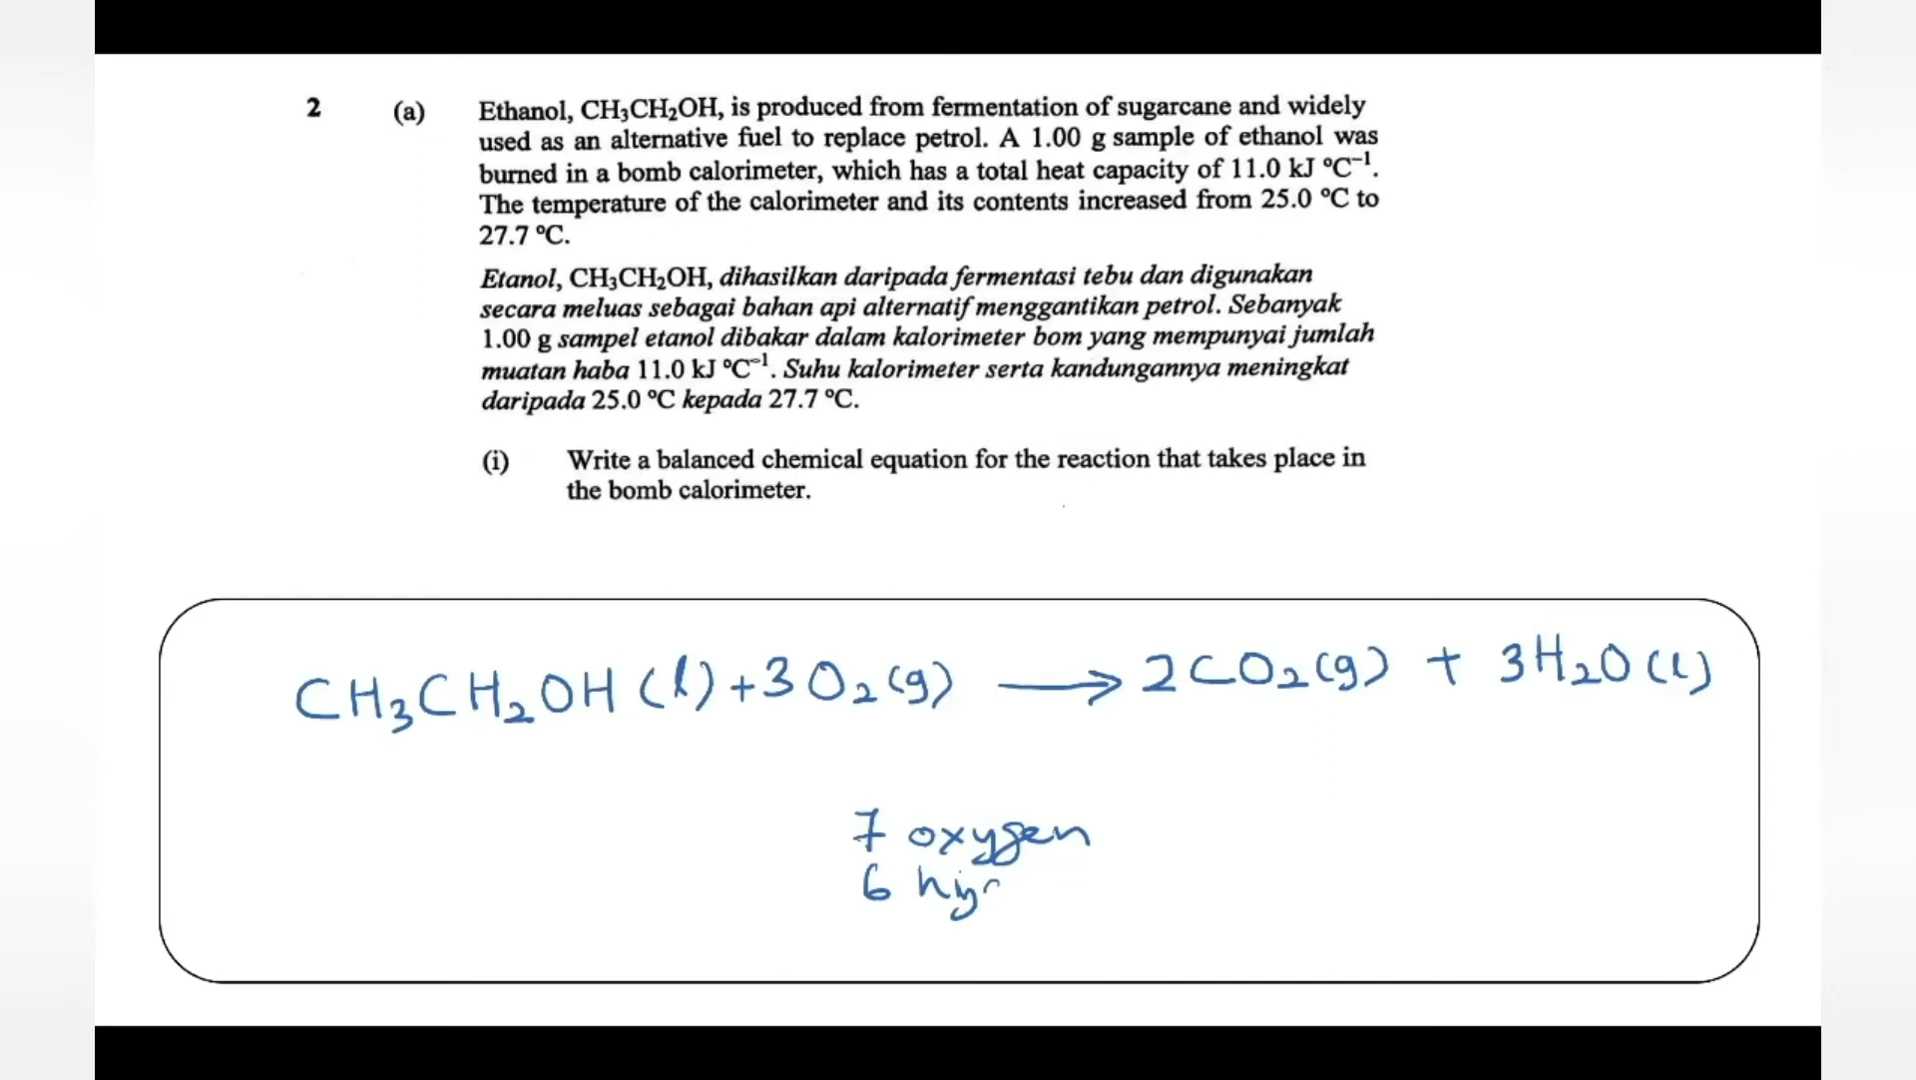 2 (a) Ethanol, CH₃CH₂OH, is produced from fermentation of sugarcane and widely
used as an alternative fuel to replace petrol. A 1.00 g sample of ethanol was
burned in a bomb calorimeter, which has a total heat capacity of 11.0 kJ °C⁻¹.
The temperature of the calorimeter and its contents increased from 25.0 °C to
27.7 °C.
Etanol, CH₃CH₂OH, dihasilkan daripada fermentasi tebu dan digunakan
secara meluas sebagai bahan api alternatif menggantikan petrol. Sebanyak
1.00 g sampel etanol dibakar dalam kalorimeter bom yang mempunyai jumlah
muatan haba 11.0 kJ °C⁻¹. Suhu kalorimeter serta kandungannya meningkat
daripada 25.0 °C kepada 27.7 °C.
(i) Write a balanced chemical equation for the reaction that takes place in
the bomb calorimeter.
CH₃CH₂OH (l) + 3 O₂ (g) ⟶ 2CO₂(g) + 3H₂O (l)
7 oxygen
6